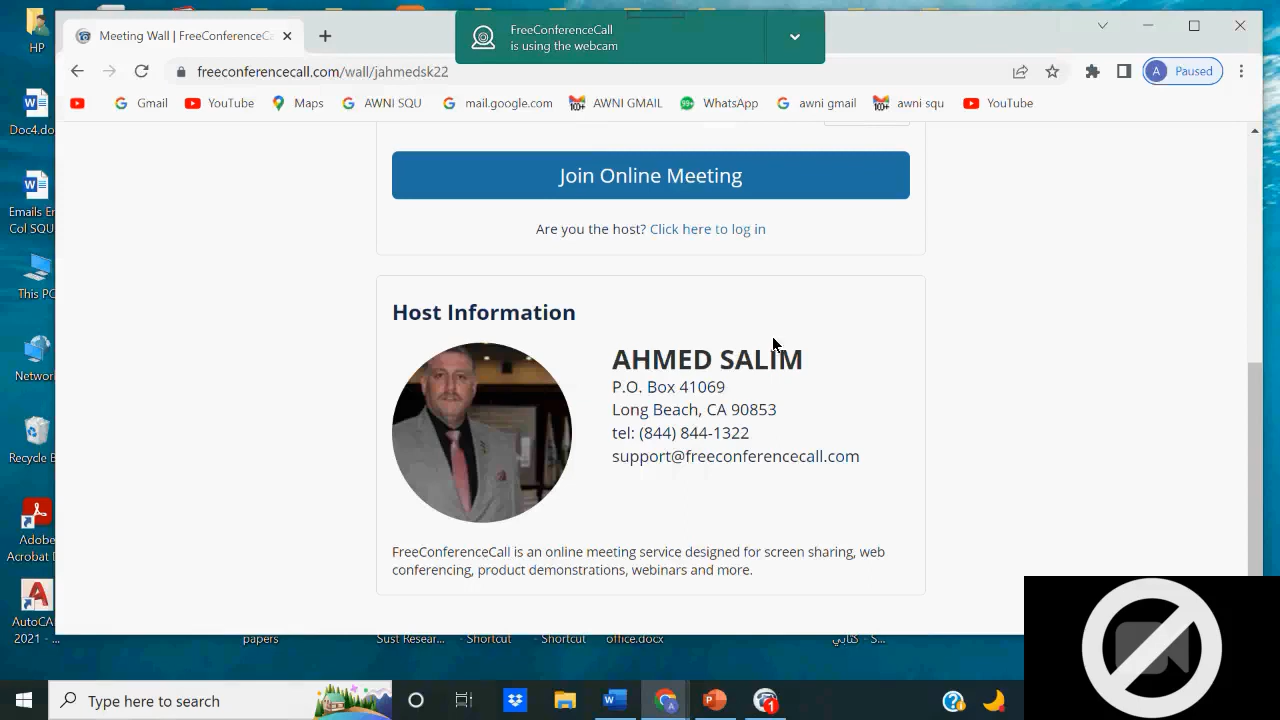 HP
Meeting Wall | FreeConferenceCa
FreeConferenceCall
is using the webcam
freeconferencecall.com/wall/jahmedsk22
A
Paused
Gmail
YouTube
Maps
AWNI SQU
mail.google.com
AWNI GMAIL
WhatsApp
awni gmail
awni squ
YouTube
Doc4.do
Join Online Meeting
Emails En
Col SQU
Are you the host? Click here to log in
This PC
Host Information
AHMED SALIM
P.O. Box 41069
Long Beach, CA 90853
tel: (844) 844-1322
support@freeconferencecall.com
Network
Recycle B
FreeConferenceCall is an online meeting service designed for screen sharing, web
conferencing, product demonstrations, webinars and more.
Adobe
Acrobat D
AutoCA
2021 - ...
papers
Sust Resear...
- Shortcut
- Shortcut
office.docx
كتابي - S...
Type here to search